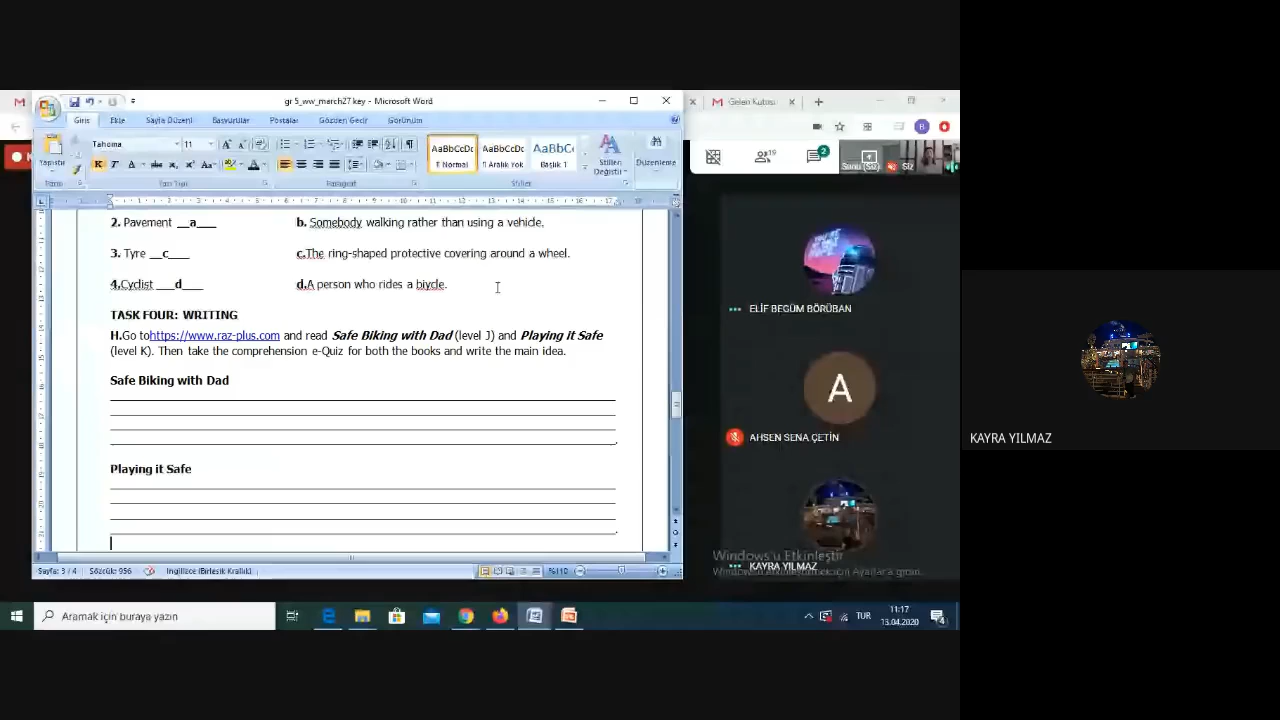 gr 5_ww_march27 key - Microsoft Word
Gelen Kutusu
Giriş Ekle Sayfa Düzeni Başvurular Postalar Gözden Geçir Görünüm
Yapıştır
Tahoma 11
AaBbCcDc AaBbCcDc AaBbC
¶ Normal ¶ Aralık Yok Başlık 1
Stilleri Değiştir
Düzenleme
Pano Yazı Tipi Paragraf Stiller
19
2
Sunu (Siz)
Siz
2. Pavement __a___ b. Somebody walking rather than using a vehicle.
3. Tyre __c___ c.The ring-shaped protective covering around a wheel.
4.Cyclist ___d___ d.A person who rides a biycle.
TASK FOUR: WRITING
H.Go tohttps://www.raz-plus.com and read Safe Biking with Dad (level J) and Playing it Safe
(level K). Then take the comprehension e-Quiz for both the books and write the main idea.
Safe Biking with Dad
Playing it Safe
ELİF BEGÜM BÖRÜBAN
A
AHSEN SENA ÇETİN
Windows'u Etkinleştir
KAYRA YILMAZ
KAYRA YILMAZ
Sayfa: 3 / 4 Sözcük: 956 İngilizce (Birleşik Krallık) %110
Aramak için buraya yazın
TUR
11:17
13.04.2020